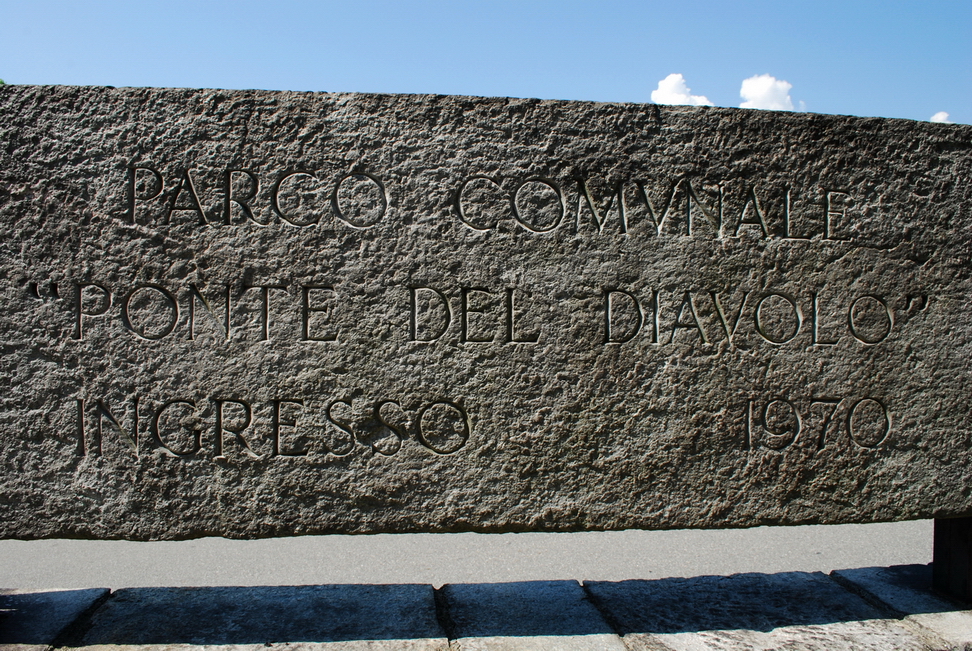 PARCO COMVNALE
“PONTE DEL DIAVOLO”
INGRESSO 1970